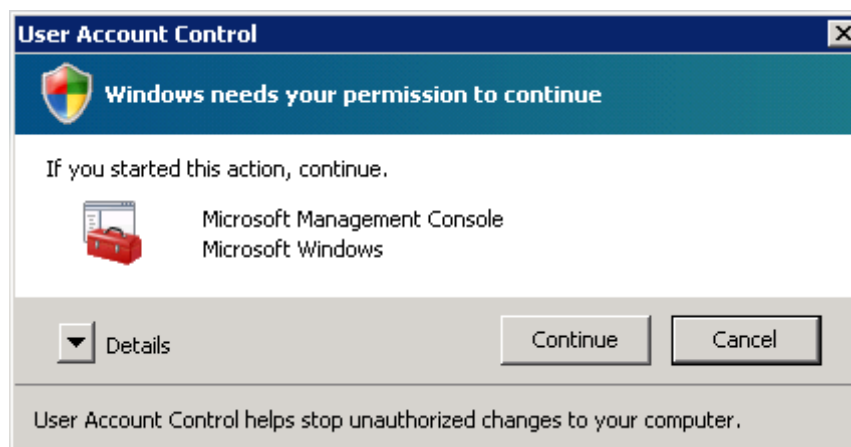 User Account Control
Windows needs your permission to continue
If you started this action, continue.
Microsoft Management Console
Microsoft Windows
Details
Continue
Cancel
User Account Control helps stop unauthorized changes to your computer.